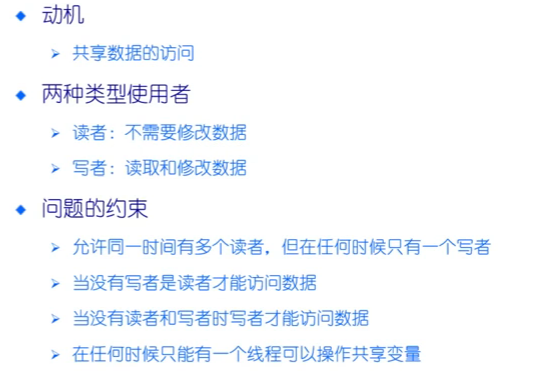 动机
共享数据的访问
两种类型使用者
读者：不需要修改数据
写者：读取和修改数据
问题的约束
允许同一时间有多个读者，但在任何时候只有一个写者
当没有写者是读者才能访问数据
当没有读者和写者时写者才能访问数据
在任何时候只能有一个线程可以操作共享变量